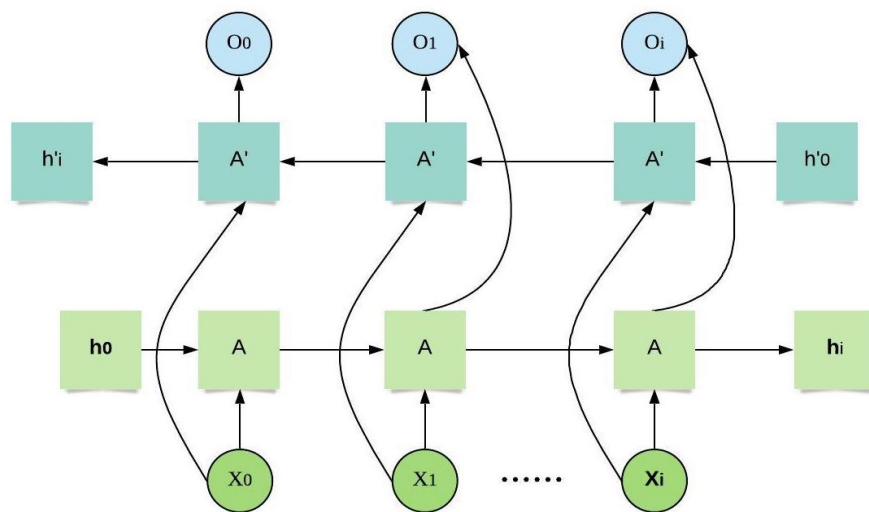 O0 O1 Oi
h'i A' A' A' h'0
h0 A A A hi
X0 X1 ...... Xi